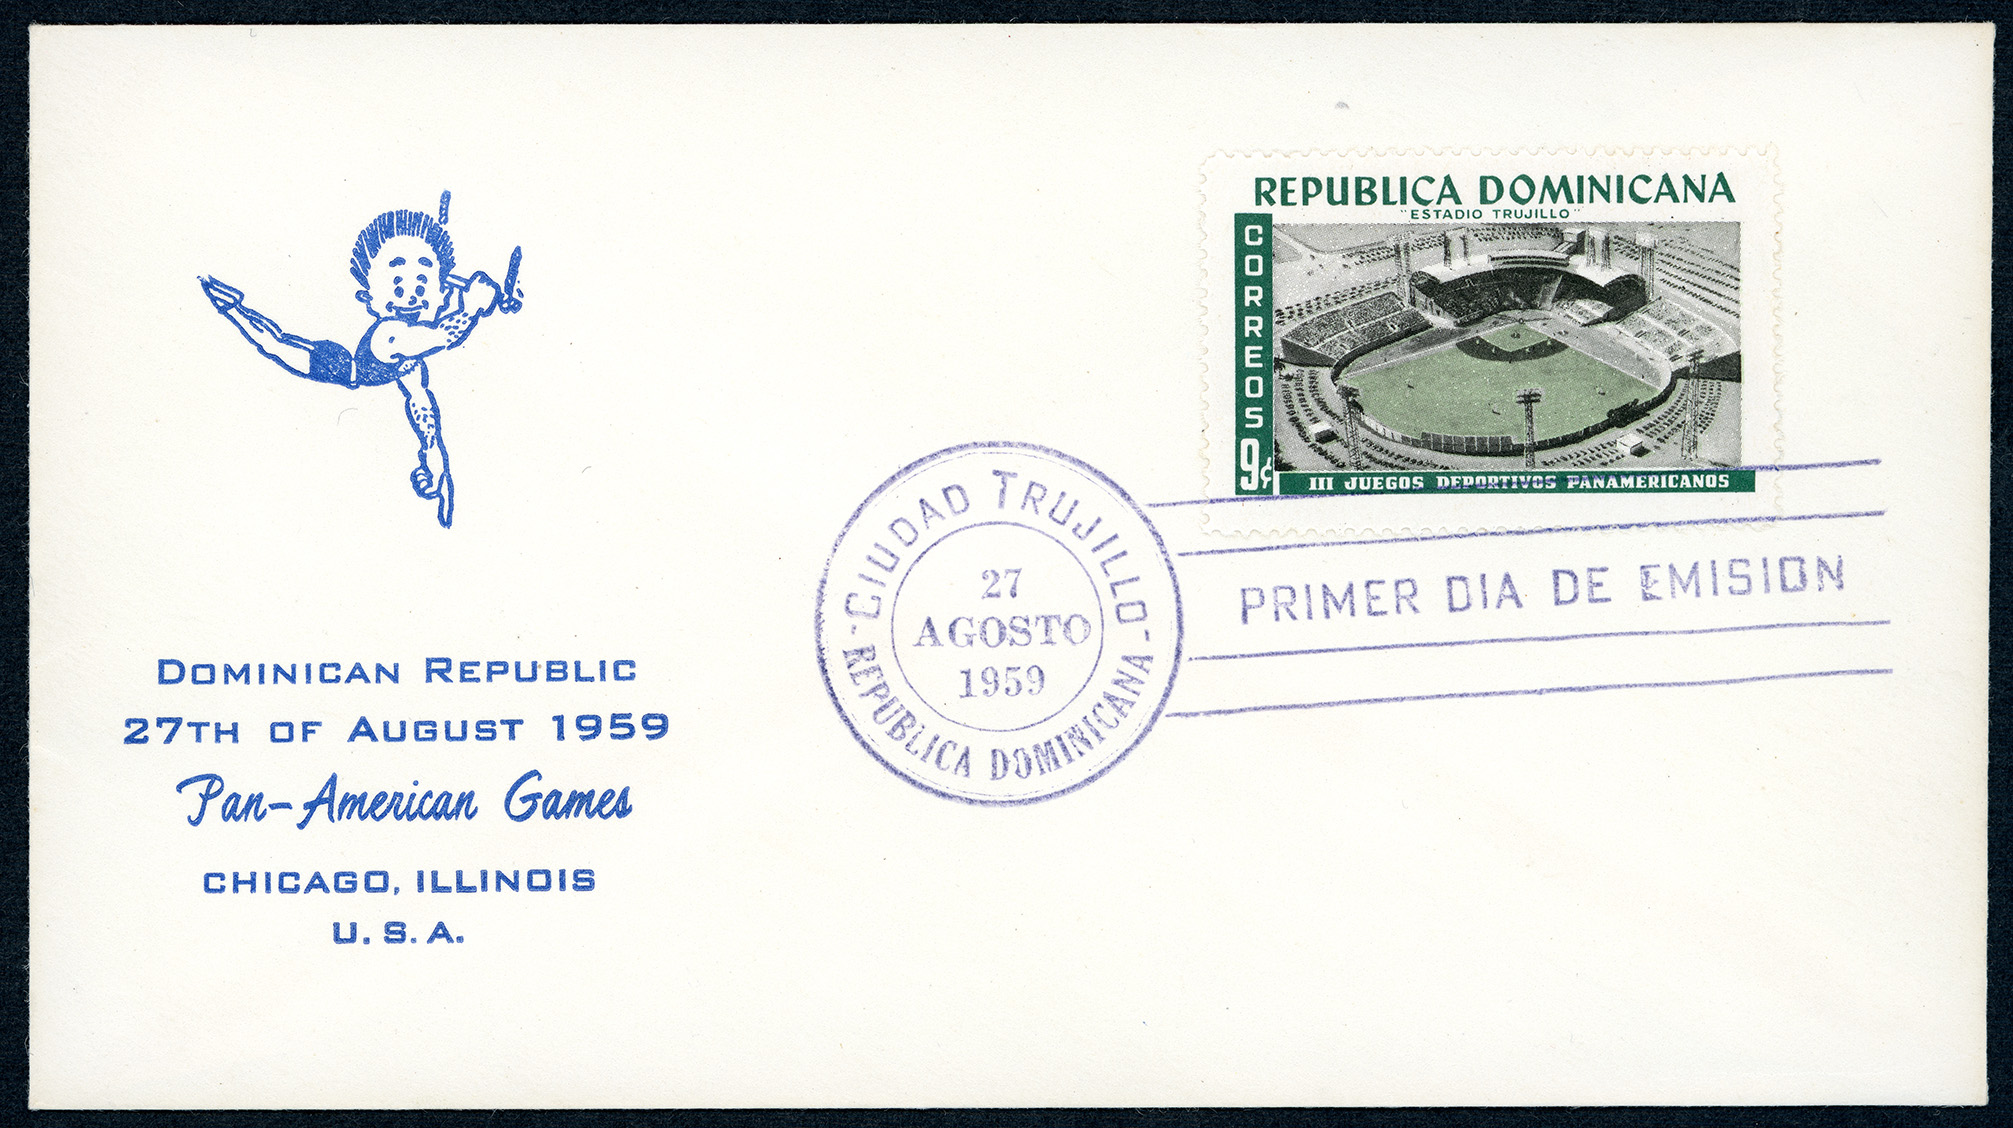 REPUBLICA DOMINICANA
"ESTADIO TRUJILLO"
CORREOS
9¢
III JUEGOS DEPORTIVOS PANAMERICANOS
CIUDAD TRUJILLO
27
AGOSTO
1959
-REPUBLICA DOMINICANA-
PRIMER DIA DE EMISION
DOMINICAN REPUBLIC
27TH OF AUGUST 1959
Pan-American Games
CHICAGO, ILLINOIS
U.S.A.